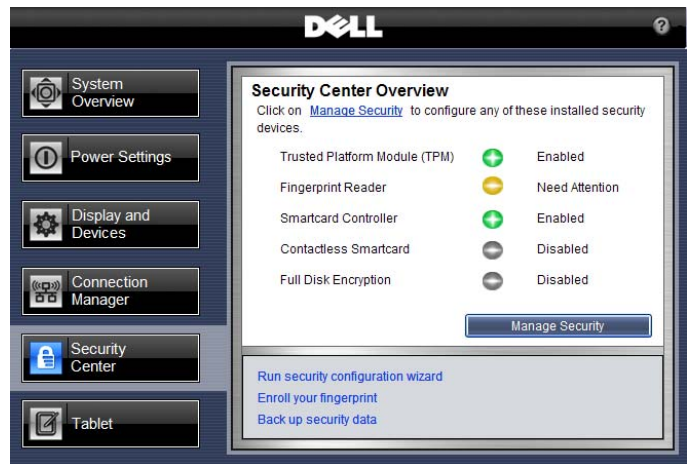 DELL
?
System
Overview
Power Settings
Display and
Devices
Connection
Manager
Security
Center
Tablet
Security Center Overview
Click on Manage Security to configure any of these installed security
devices.
Trusted Platform Module (TPM) Enabled
Fingerprint Reader Need Attention
Smartcard Controller Enabled
Contactless Smartcard Disabled
Full Disk Encryption Disabled
Manage Security
Run security configuration wizard
Enroll your fingerprint
Back up security data